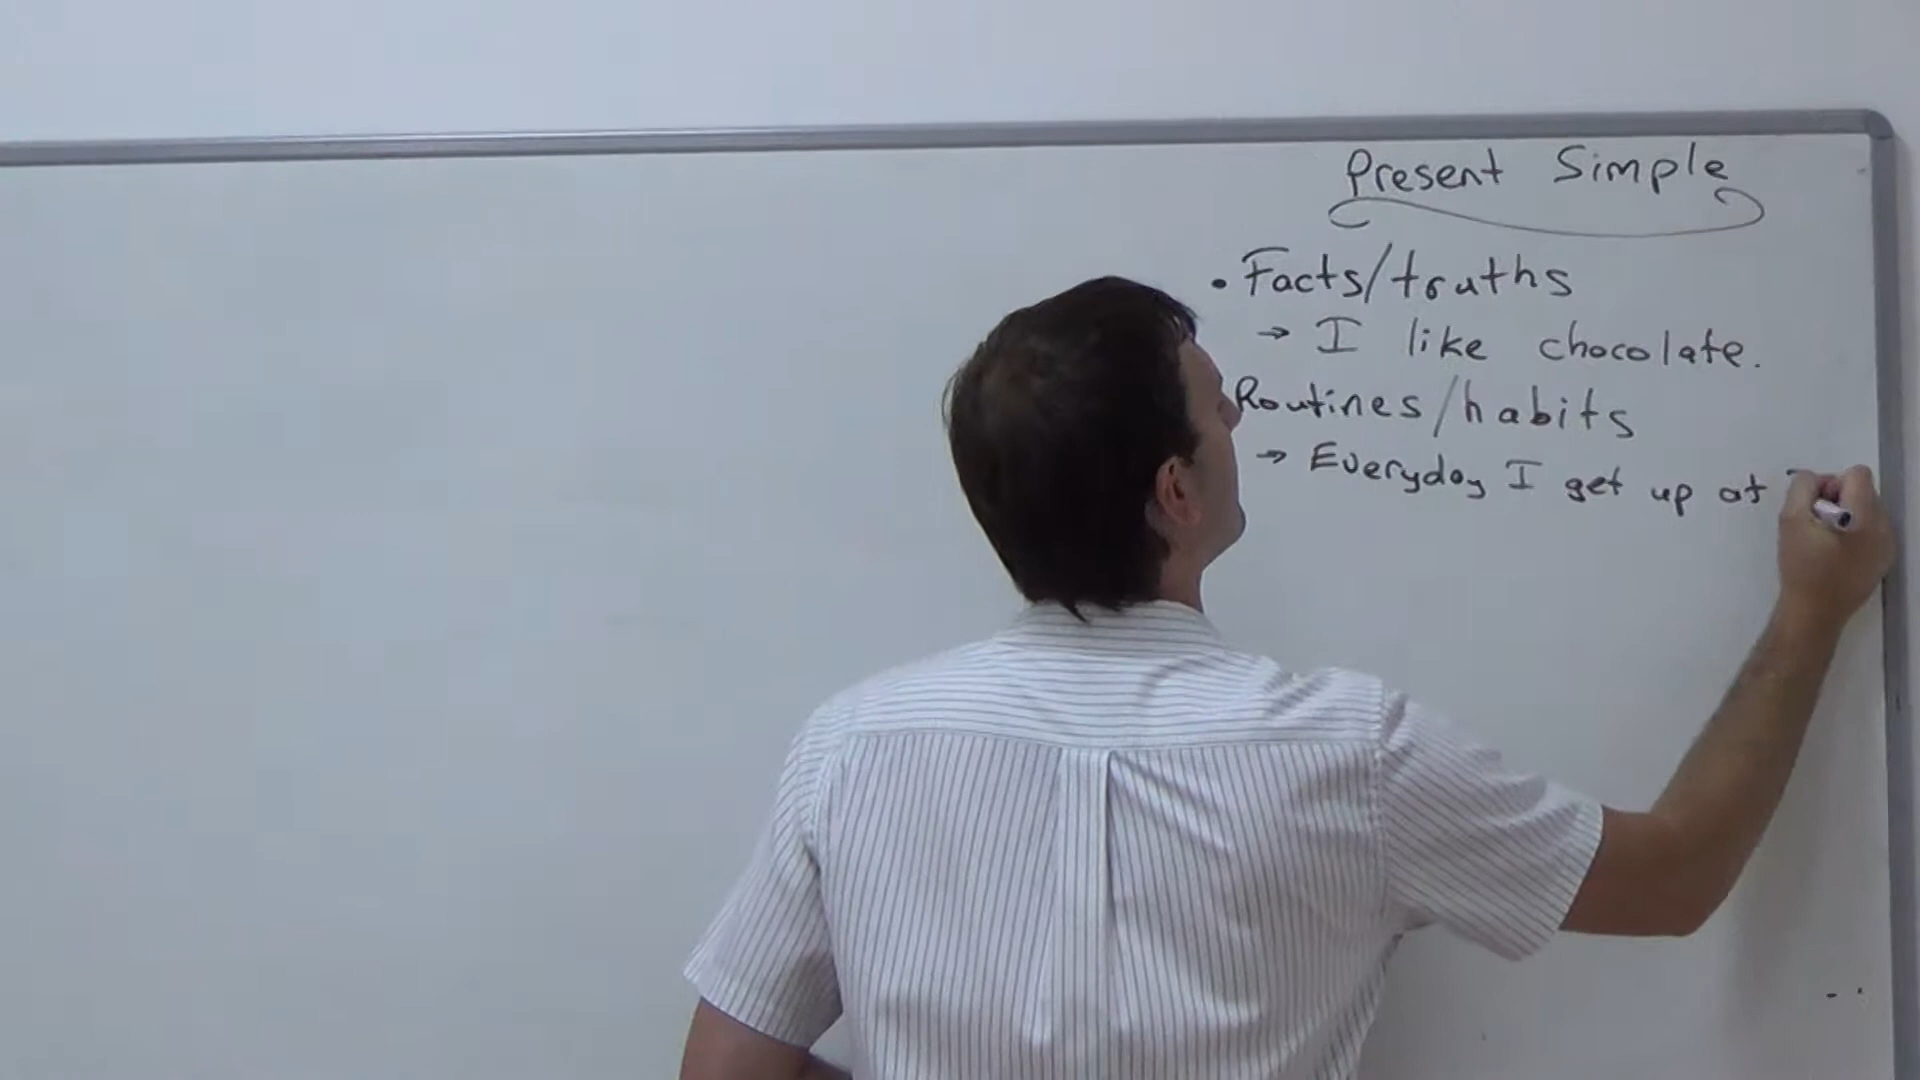 Present Simple
• Facts/truths
→ I like chocolate.
Routines/habits
→ Everyday I get up at